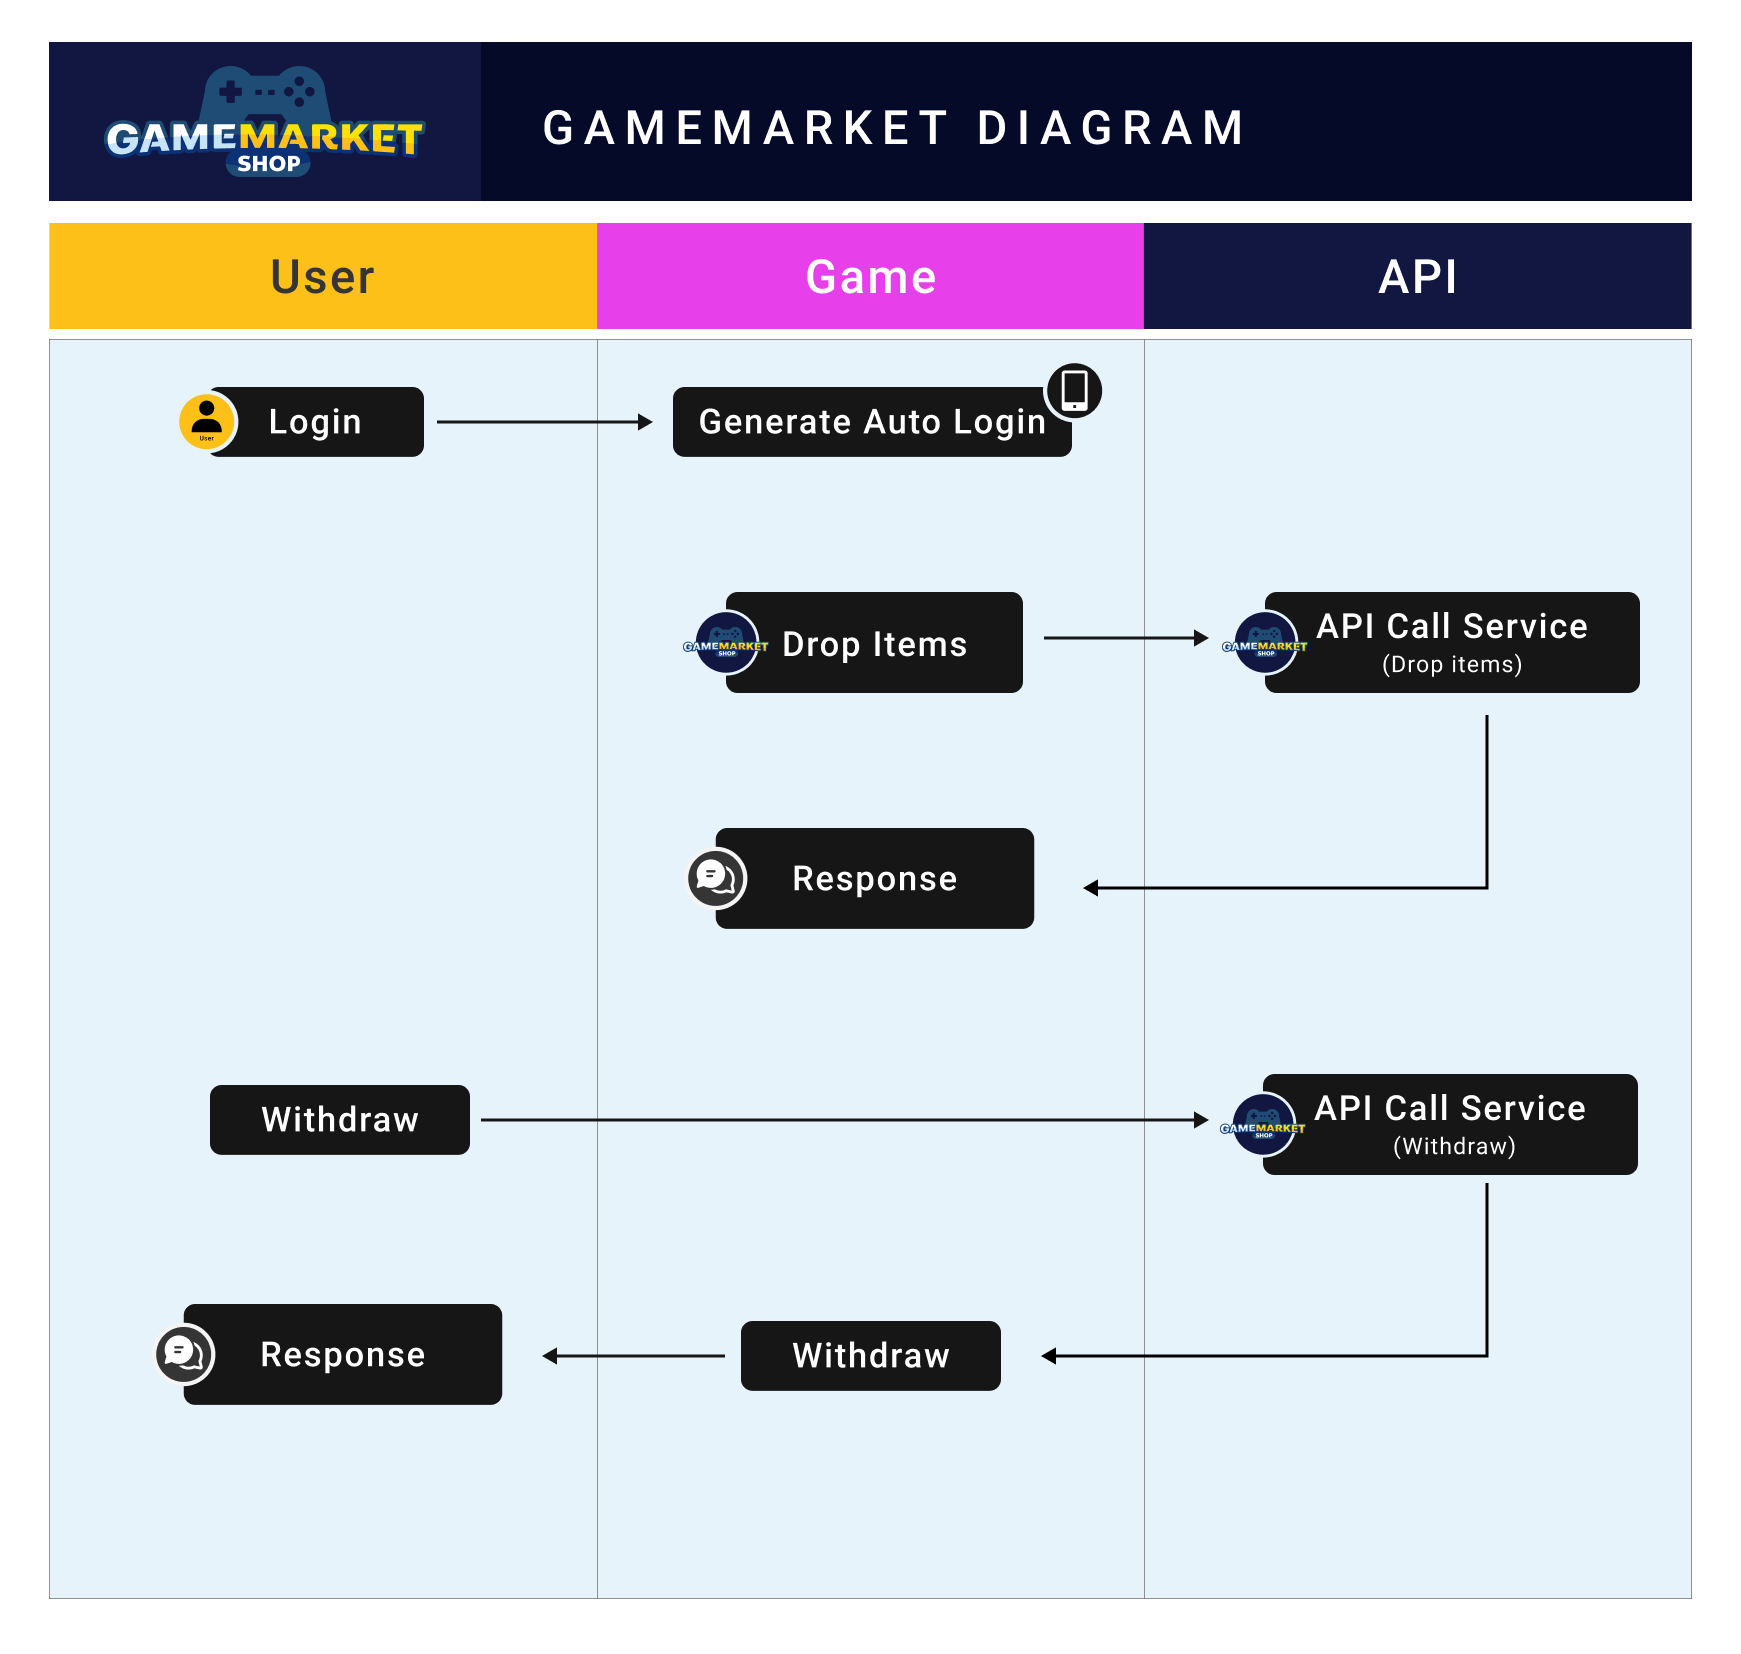 GAMEMARKET
SHOP
GAMEMARKET DIAGRAM
User
Game
API
User
Login
Generate Auto Login
GAMEMARKET
SHOP
Drop Items
GAMEMARKET
SHOP
API Call Service
(Drop items)
Response
Withdraw
GAMEMARKET
SHOP
API Call Service
(Withdraw)
Response
Withdraw